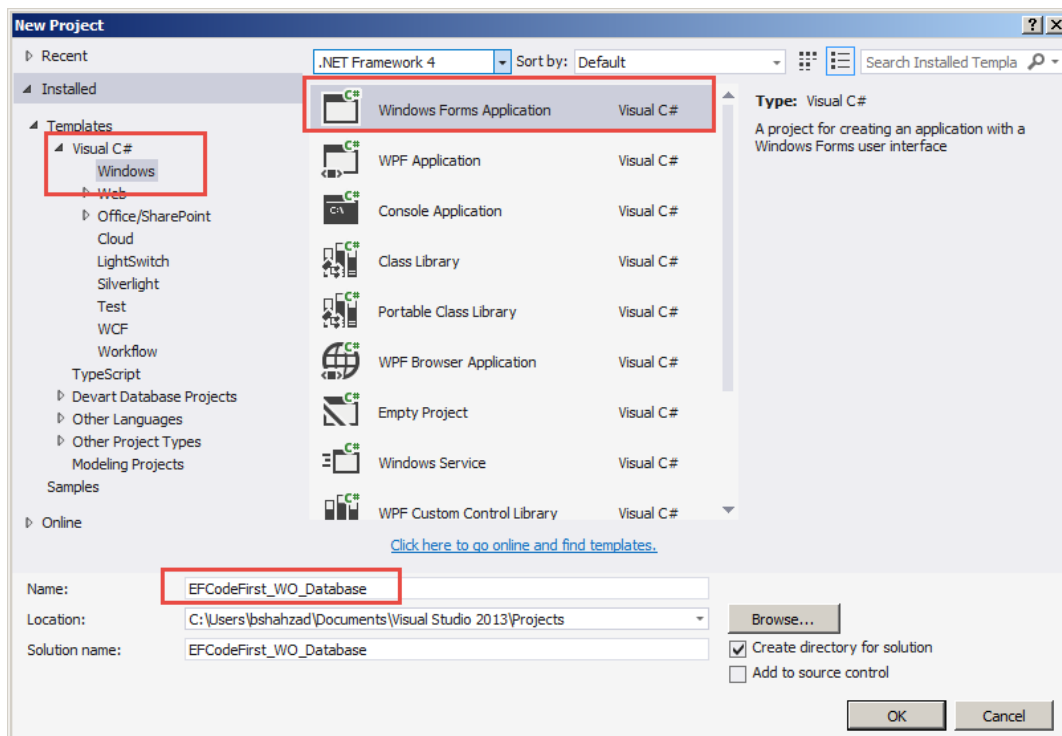 New Project
Recent
.NET Framework 4
Sort by: Default
Search Installed Templa
Installed
Templates
Visual C#
Windows
Web
Office/SharePoint
Cloud
LightSwitch
Silverlight
Test
WCF
Workflow
TypeScript
Devart Database Projects
Other Languages
Other Project Types
Modeling Projects
Samples
Online
C# Windows Forms Application Visual C#
C# WPF Application Visual C#
C# C:\ Console Application Visual C#
C# Class Library Visual C#
C# Portable Class Library Visual C#
C# WPF Browser Application Visual C#
C# Empty Project Visual C#
C# Windows Service Visual C#
C# WPF Custom Control Library Visual C#
Click here to go online and find templates.
Type: Visual C#
A project for creating an application with a
Windows Forms user interface
Name: EFCodeFirst_WO_Database
Location: C:\Users\bshahzad\Documents\Visual Studio 2013\Projects
Browse...
Solution name: EFCodeFirst_WO_Database
Create directory for solution
Add to source control
OK
Cancel